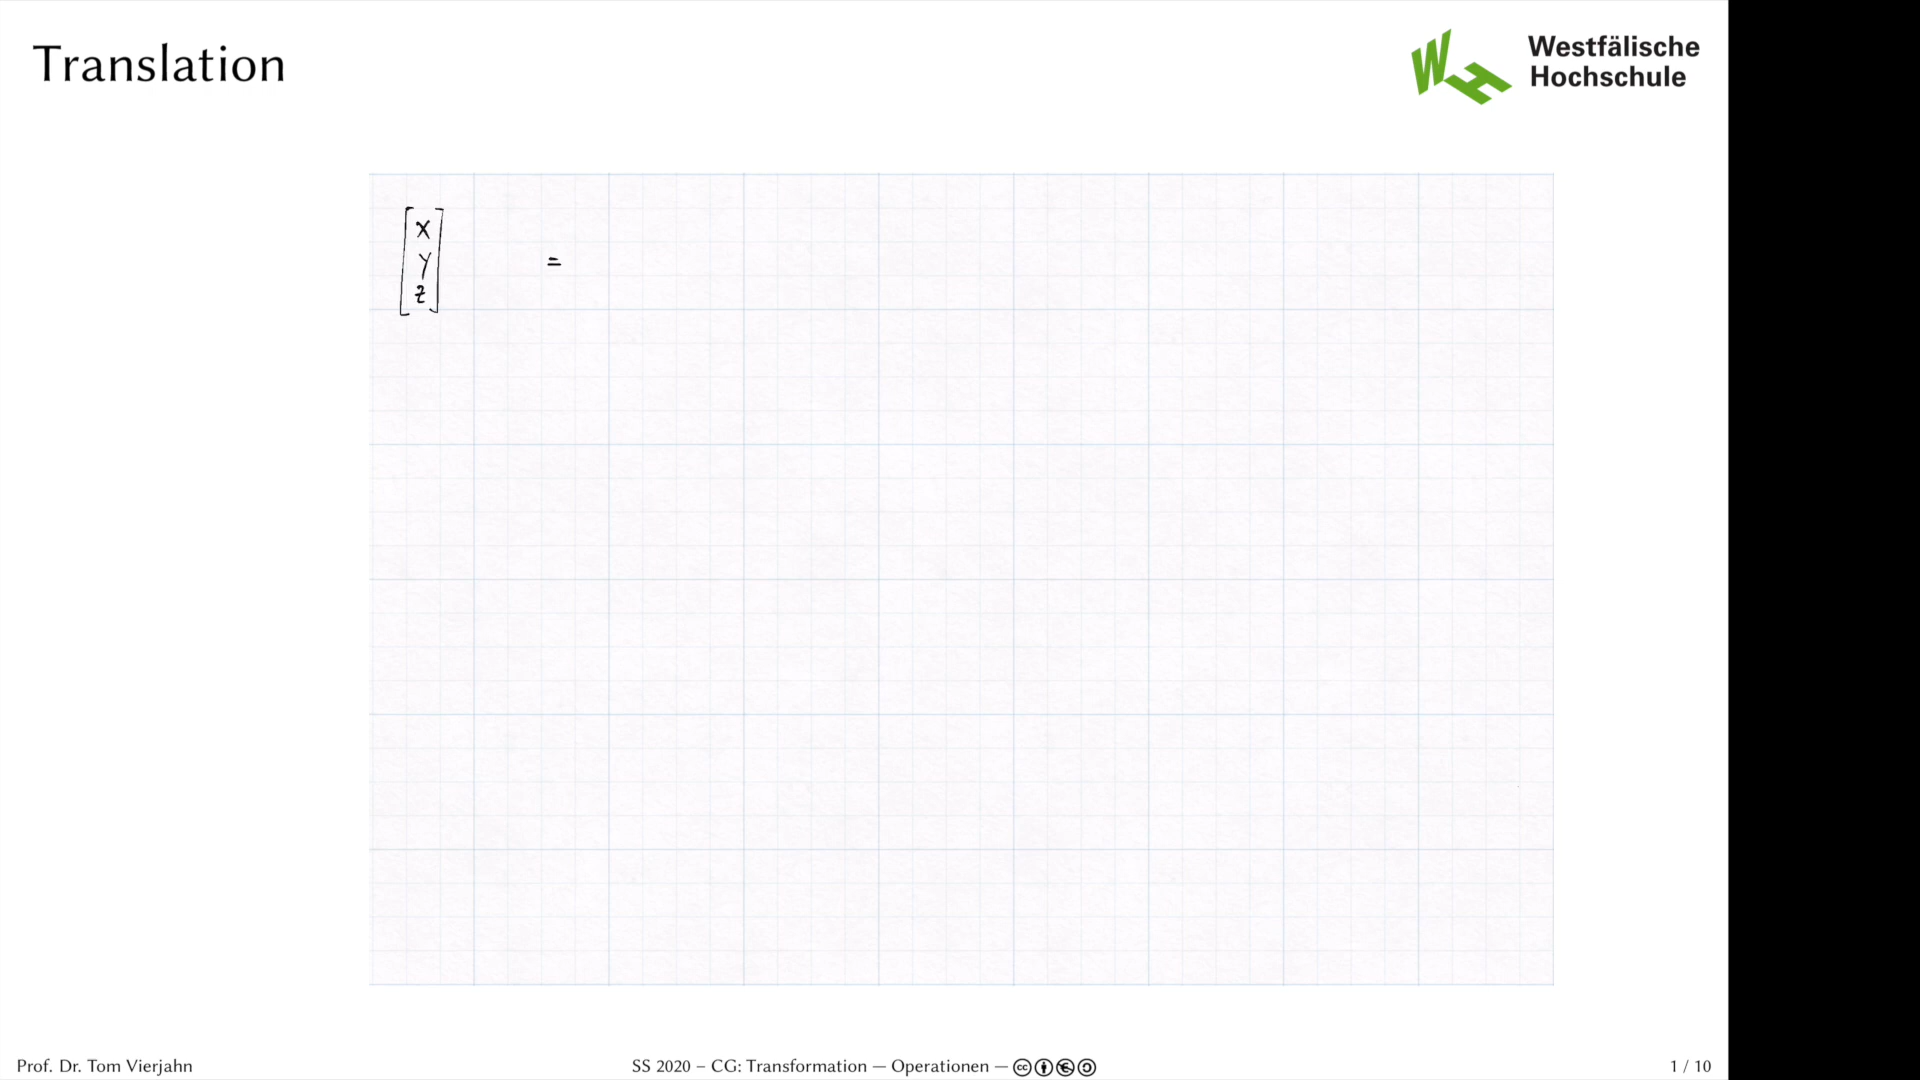 Translation
Westfälische
Hochschule
x
y
=
z
Prof. Dr. Tom Vierjahn
SS 2020 – CG: Transformation — Operationen —
1 / 10